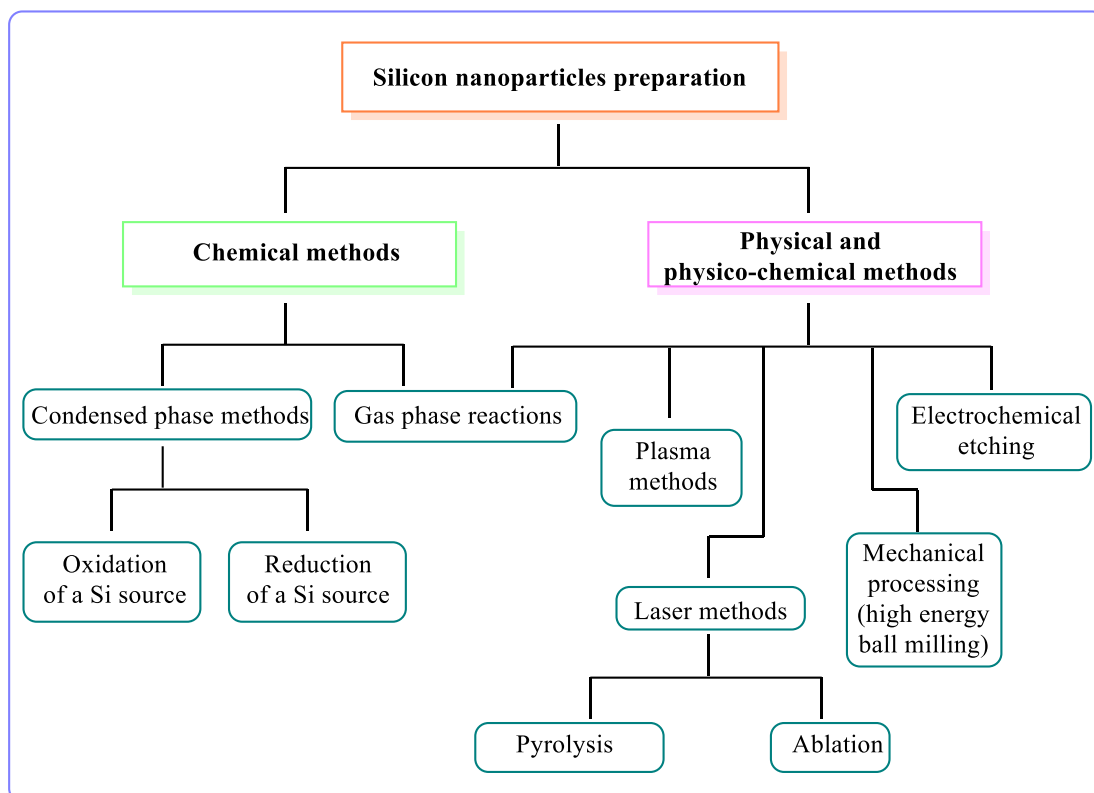 Silicon nanoparticles preparation
Chemical methods
Physical and
physico-chemical methods
Condensed phase methods
Gas phase reactions
Plasma
methods
Electrochemical
etching
Oxidation
of a Si source
Reduction
of a Si source
Laser methods
Mechanical
processing
(high energy
ball milling)
Pyrolysis
Ablation